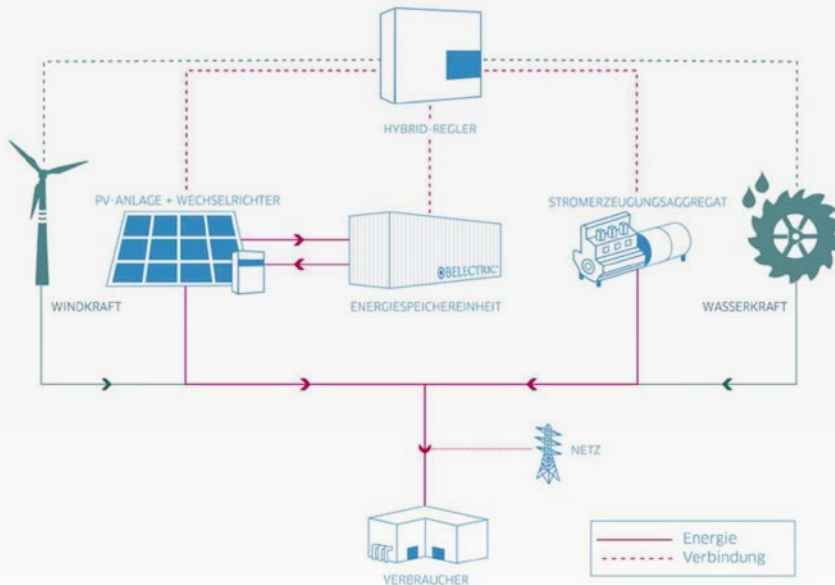 HYBRID-REGLER
PV-ANLAGE + WECHSELRICHTER
STROMERZEUGUNGSAGGREGAT
BELECTRIC
WINDKRAFT
ENERGIESPEICHEREINHEIT
WASSERKRAFT
NETZ
Energie
Verbindung
VERBRAUCHER